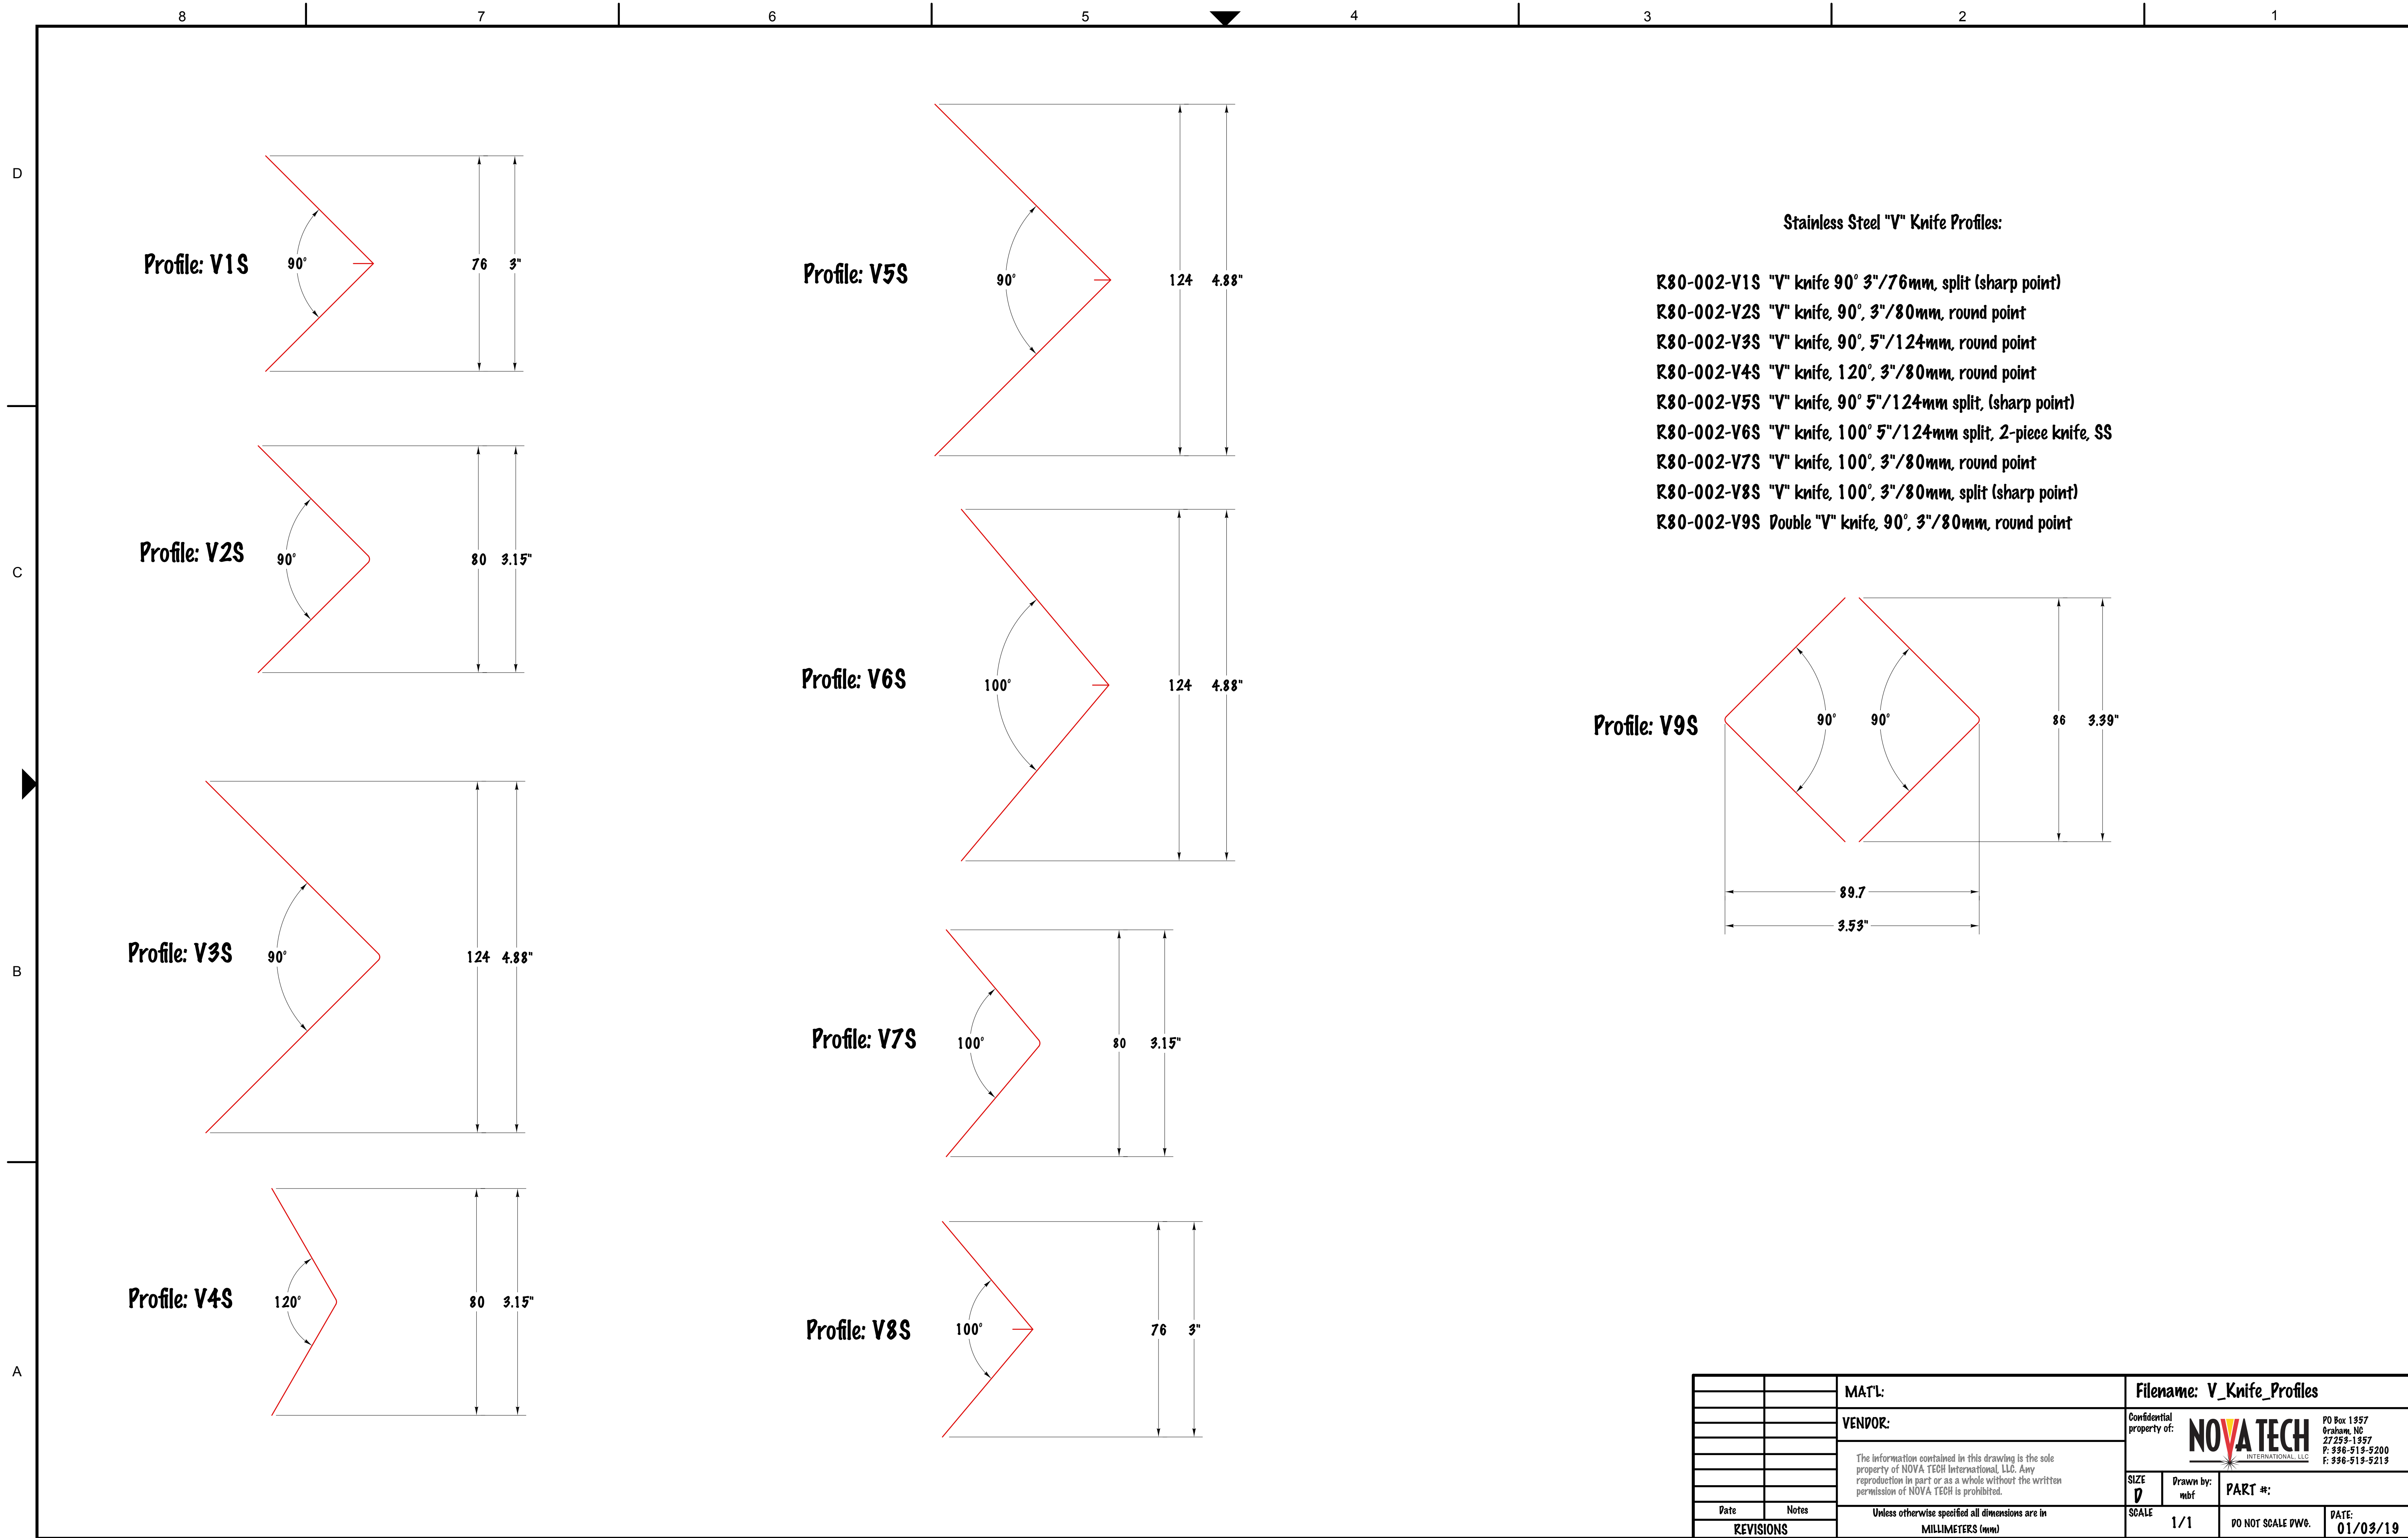 8 7 6 5 4 3 2 1
D
C
B
A
Profile: V1S
90°
76 3"
Profile: V2S
90°
80 3.15"
Profile: V3S
90°
124 4.88"
Profile: V4S
120°
80 3.15"
Profile: V5S
90°
124 4.88"
Profile: V6S
100°
124 4.88"
Profile: V7S
100°
80 3.15"
Profile: V8S
100°
76 3"
Stainless Steel "V" Knife Profiles:
R80-002-V1S "V" knife 90° 3"/76mm, split (sharp point)
R80-002-V2S "V" knife, 90°, 3"/80mm, round point
R80-002-V3S "V" knife, 90°, 5"/124mm, round point
R80-002-V4S "V" knife, 120°, 3"/80mm, round point
R80-002-V5S "V" knife, 90° 5"/124mm split, (sharp point)
R80-002-V6S "V" knife, 100° 5"/124mm split, 2-piece knife, SS
R80-002-V7S "V" knife, 100°, 3"/80mm, round point
R80-002-V8S "V" knife, 100°, 3"/80mm, split (sharp point)
R80-002-V9S Double "V" knife, 90°, 3"/80mm, round point
Profile: V9S
90° 90°
86 3.39"
89.7
3.53"
Date Notes
REVISIONS
MAT'L:
VENDOR:
The information contained in this drawing is the sole
property of NOVA TECH International, LLC. Any
reproduction in part or as a whole without the written
permission of NOVA TECH is prohibited.
Unless otherwise specified all dimensions are in
MILLIMETERS (mm)
Filename: V_Knife_Profiles
Confidential
property of:
NOVA TECH
INTERNATIONAL, LLC
PO Box 1357
Graham, NC
27253-1357
P: 336-513-5200
F: 336-513-5213
SIZE
D
Drawn by:
mbf
PART #:
SCALE
1/1
DO NOT SCALE DWG.
DATE:
01/03/19